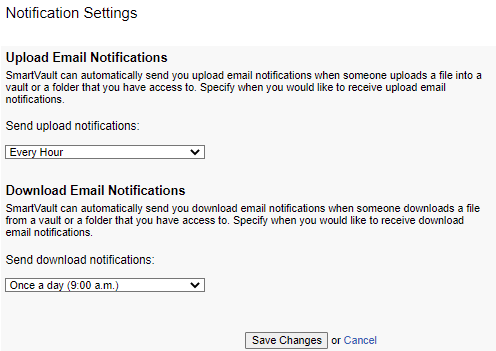 Notification Settings
Upload Email Notifications
SmartVault can automatically send you upload email notifications when someone uploads a file into a
vault or a folder that you have access to. Specify when you would like to receive upload email
notifications.
Send upload notifications:
Every Hour
Download Email Notifications
SmartVault can automatically send you download email notifications when someone downloads a file
from a vault or a folder that you have access to. Specify when you would like to receive download
email notifications.
Send download notifications:
Once a day (9:00 a.m.)
Save Changes or Cancel